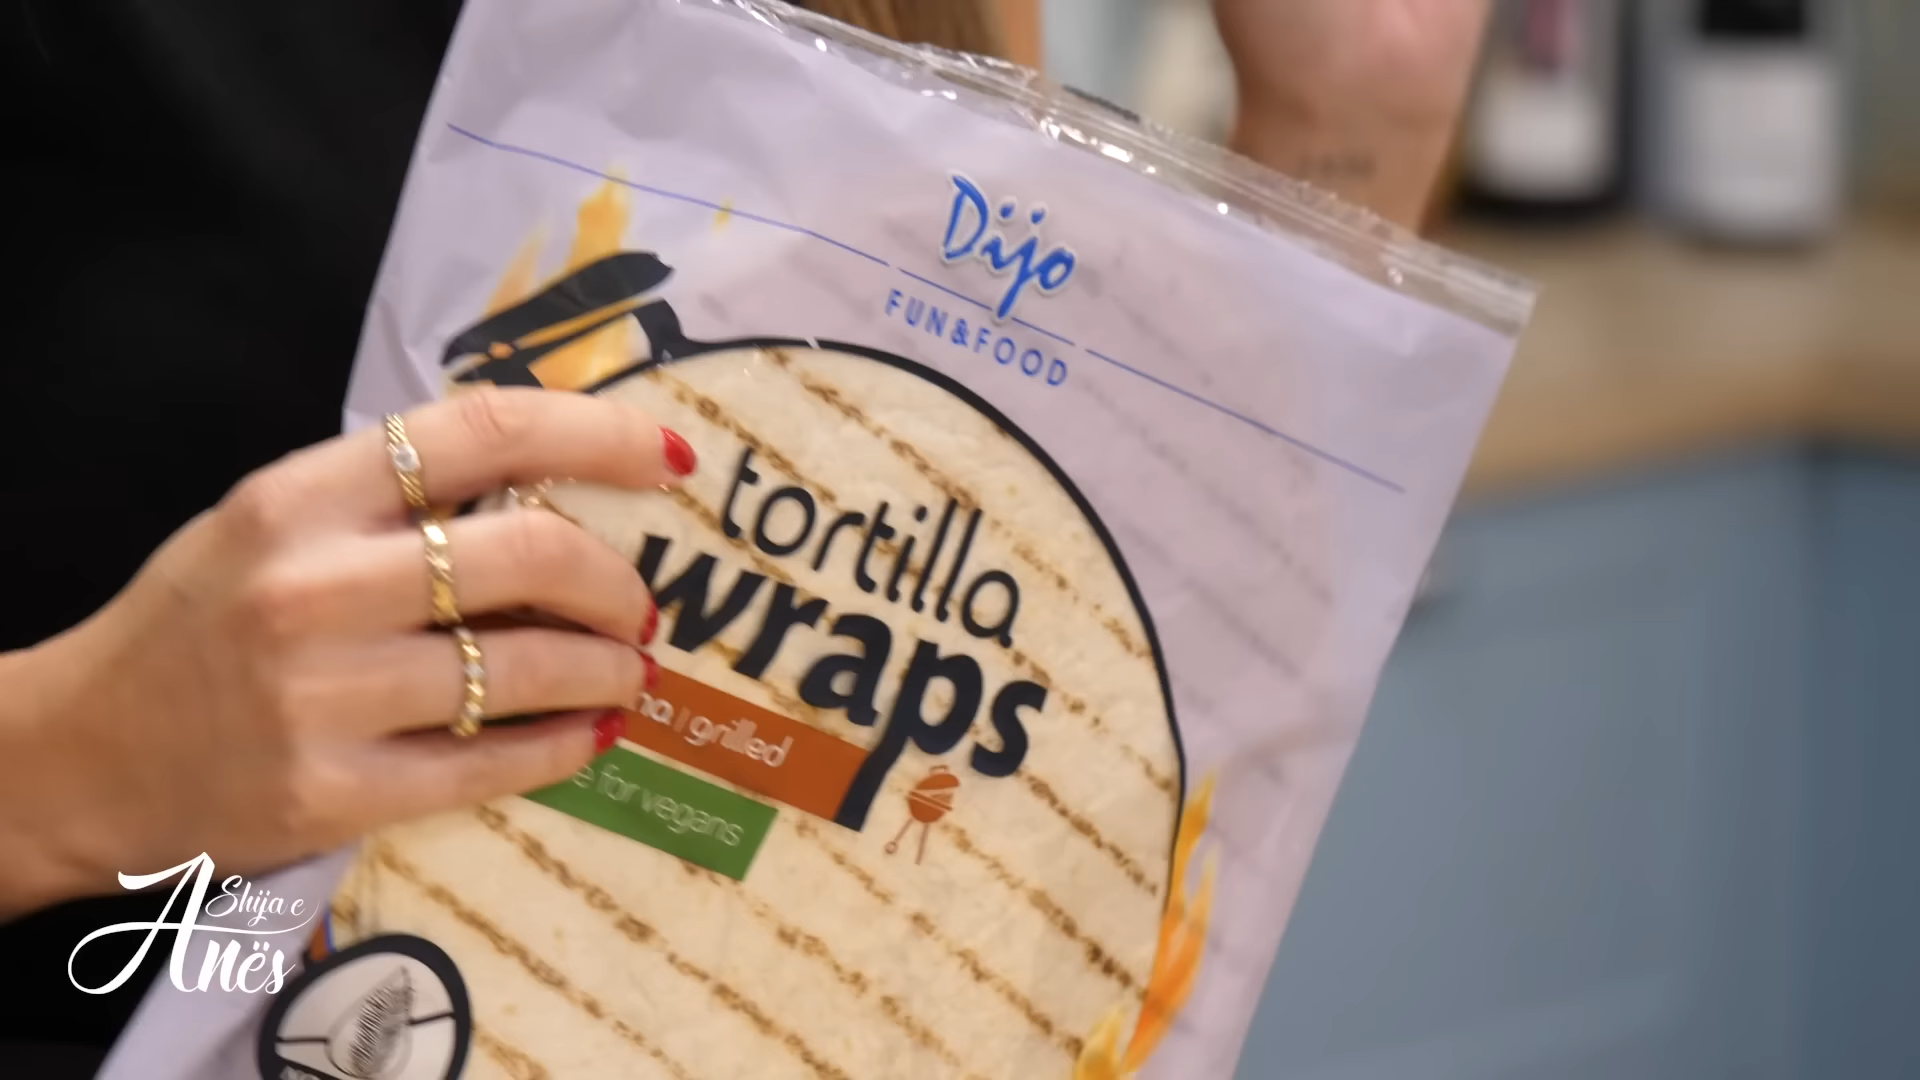 Dijo
FUN&FOOD
tortilla
wraps
grilled
for vegans
Shija e
Anës